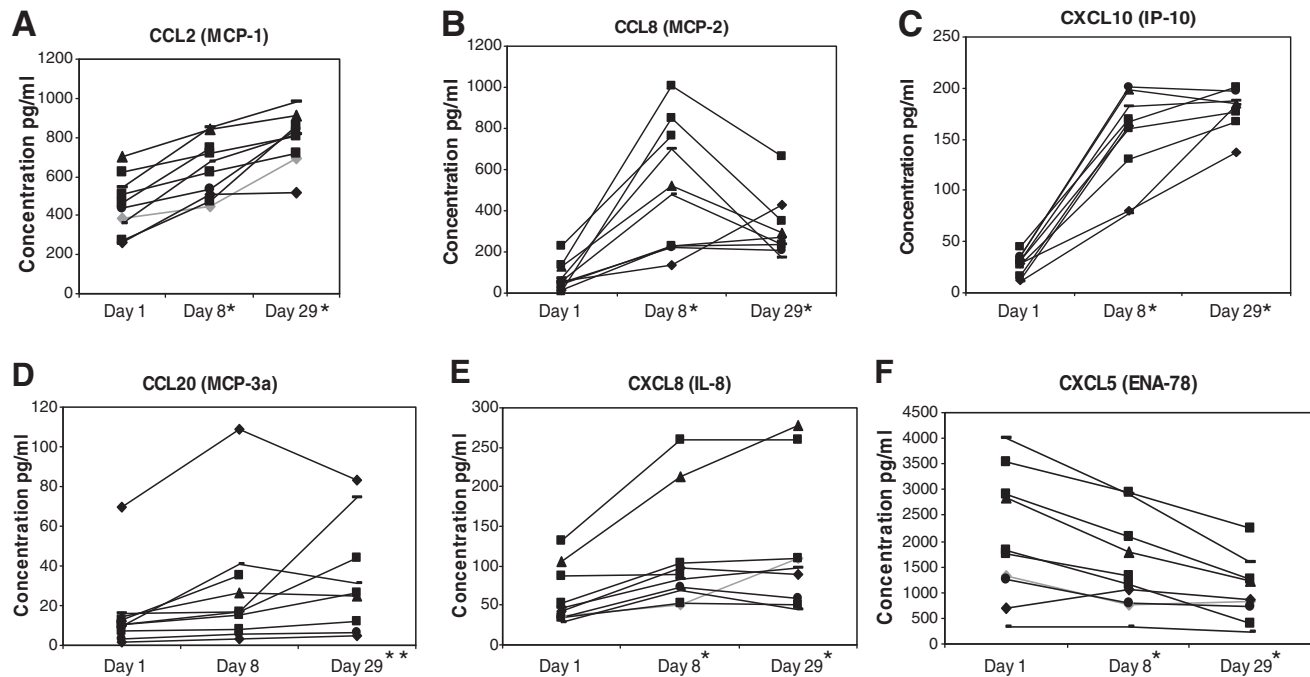 A
CCL2 (MCP-1)
Concentration pg/ml
1200
1000
800
600
400
200
0
Day 1
Day 8*
Day 29*
B
CCL8 (MCP-2)
Concentration pg/ml
1200
1000
800
600
400
200
0
Day 1
Day 8*
Day 29*
C
CXCL10 (IP-10)
Concentration pg/ml
250
200
150
100
50
0
Day 1
Day 8*
Day 29*
D
CCL20 (MCP-3a)
Concentration pg/ml
120
100
80
60
40
20
0
Day 1
Day 8
Day 29**
E
CXCL8 (IL-8)
Concentration pg/ml
300
250
200
150
100
50
0
Day 1
Day 8*
Day 29*
F
CXCL5 (ENA-78)
Concentration pg/ml
4500
4000
3500
3000
2500
2000
1500
1000
500
0
Day 1
Day 8*
Day 29*